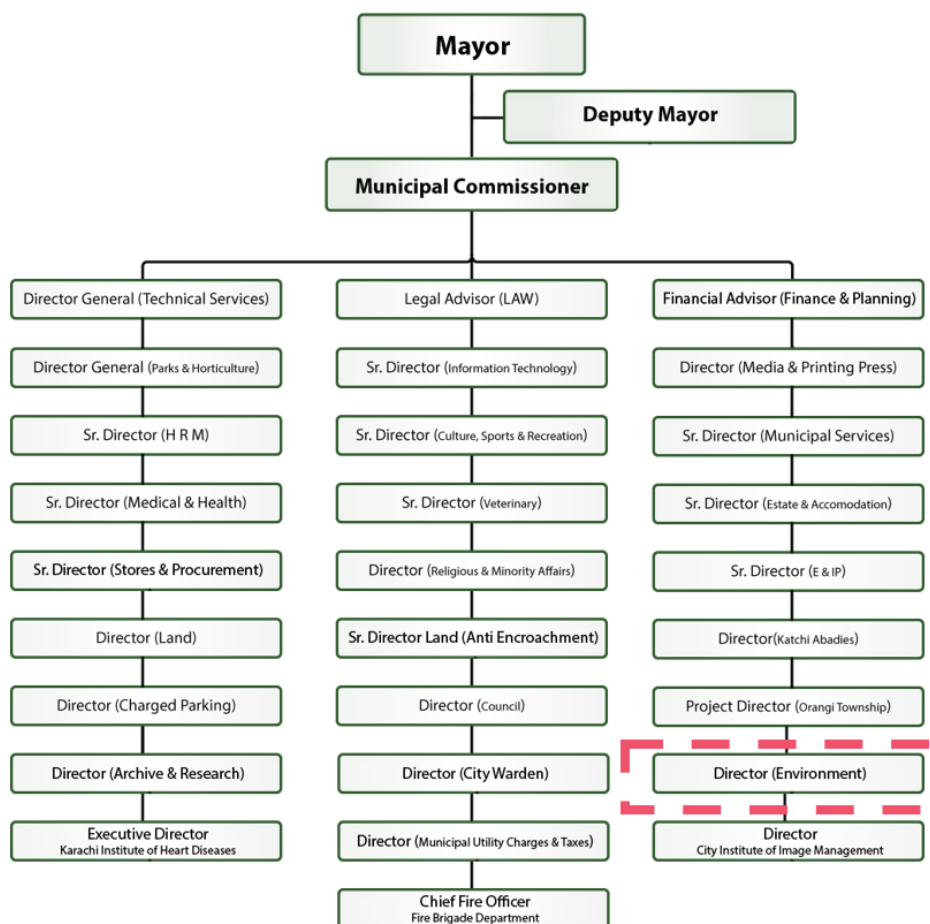 Mayor
Deputy Mayor
Municipal Commissioner
Director General (Technical Services)
Director General (Parks & Horticulture)
Sr. Director (H R M)
Sr. Director (Medical & Health)
Sr. Director (Stores & Procurement)
Director (Land)
Director (Charged Parking)
Director (Archive & Research)
Executive Director
Karachi Institute of Heart Diseases
Legal Advisor (LAW)
Sr. Director (Information Technology)
Sr. Director (Culture, Sports & Recreation)
Sr. Director (Veterinary)
Director (Religious & Minority Affairs)
Sr. Director Land (Anti Encroachment)
Director (Council)
Director (City Warden)
Director (Municipal Utility Charges & Taxes)
Chief Fire Officer
Fire Brigade Department
Financial Advisor (Finance & Planning)
Director (Media & Printing Press)
Sr. Director (Municipal Services)
Sr. Director (Estate & Accomodation)
Sr. Director (E & IP)
Director(Katchi Abadies)
Project Director (Orangi Township)
Director (Environment)
Director
City Institute of Image Management